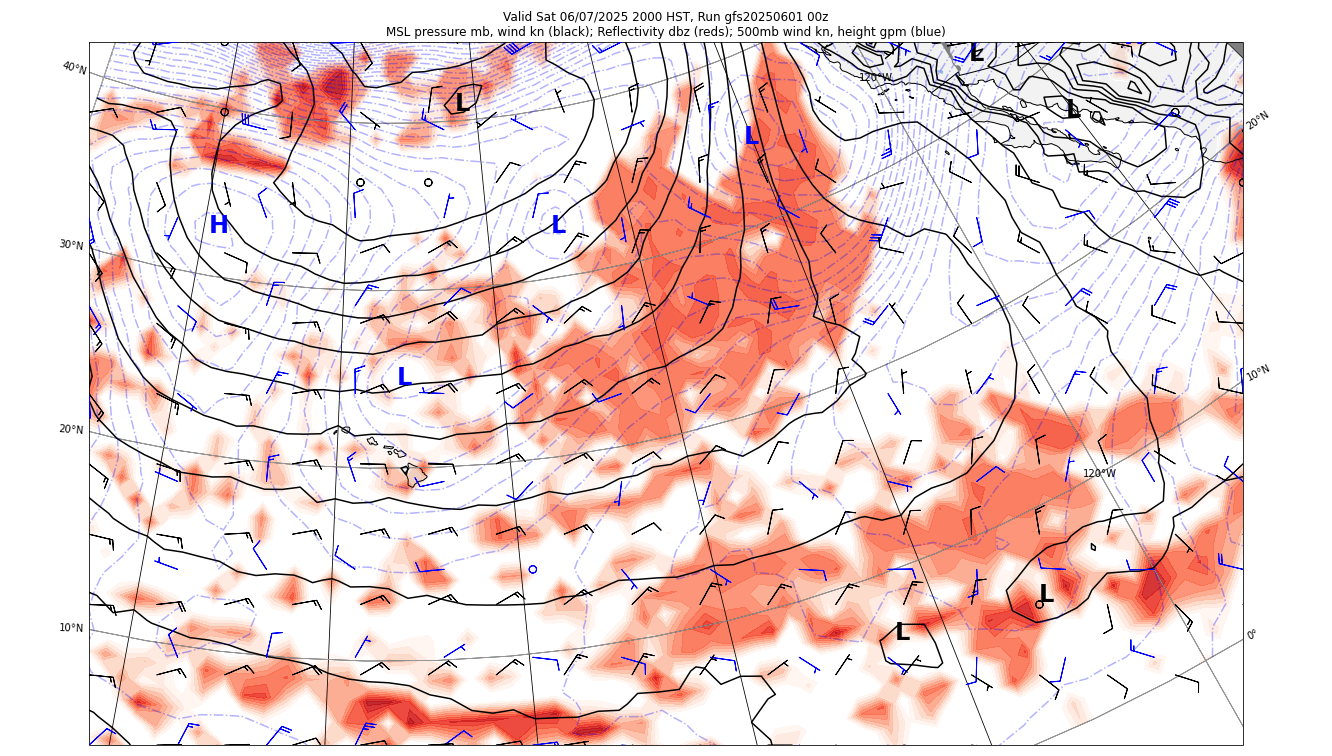 Valid Sat 06/07/2025 2000 HST, Run gfs20250601 00z
MSL pressure mb, wind kn (black); Reflectivity dbz (reds); 500mb wind kn, height gpm (blue)
L
40°N
120°W
L
L
20°N
L
H
L
30°N
10°N
L
20°N
120°W
L
10°N
L
0°